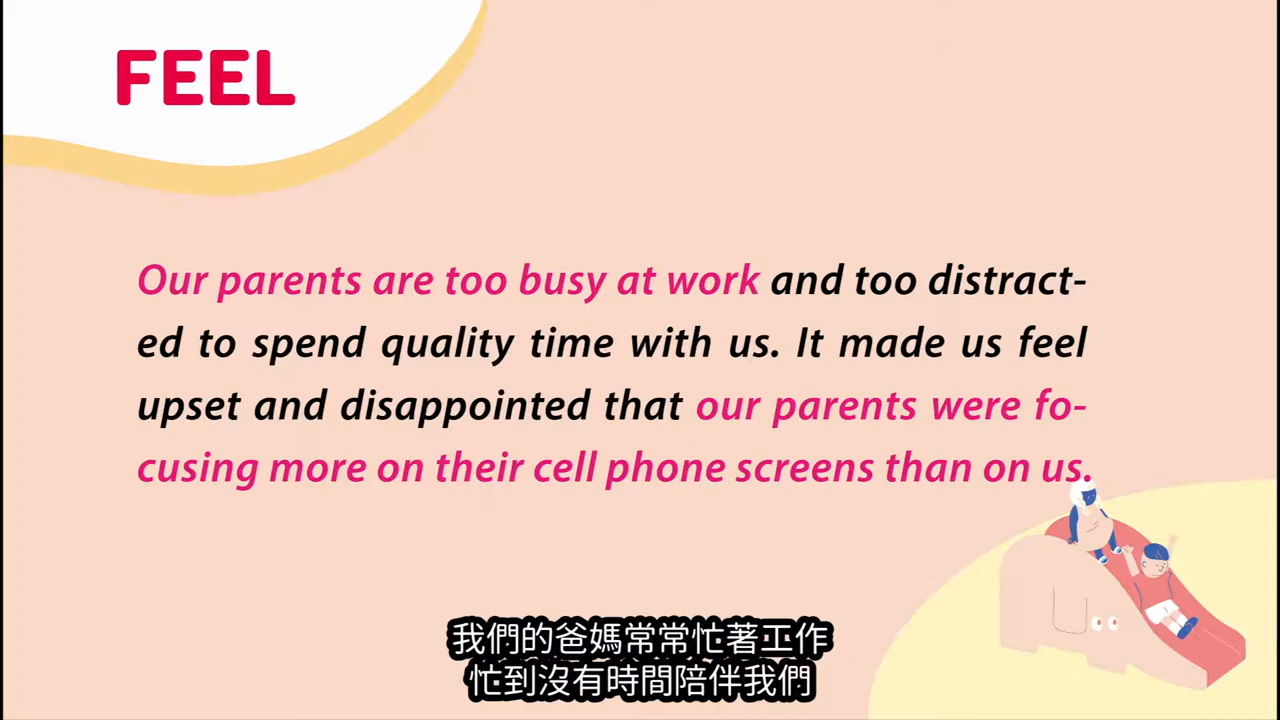 FEEL
Our parents are too busy at work and too distract-
ed to spend quality time with us. It made us feel
upset and disappointed that our parents were fo-
cusing more on their cell phone screens than on us.
我們的爸媽常常忙著工作
忙到沒有時間陪伴我們